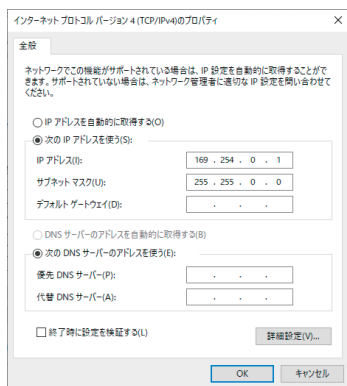 インターネット プロトコル バージョン 4 (TCP/IPv4)のプロパティ
全般
ネットワークでこの機能がサポートされている場合は、IP 設定を自動的に取得することがで
きます。サポートされていない場合は、ネットワーク管理者に適切な IP 設定を問い合わせて
ください。
IP アドレスを自動的に取得する(O)
次の IP アドレスを使う(S):
IP アドレス(I): 169 . 254 . 0 . 1
サブネット マスク(U): 255 . 255 . 0 . 0
デフォルト ゲートウェイ(D): . . .
DNS サーバーのアドレスを自動的に取得する(B)
次の DNS サーバーのアドレスを使う(E):
優先 DNS サーバー(P): . . .
代替 DNS サーバー(A): . . .
終了時に設定を検証する(L)
詳細設定(V)...
OK キャンセル